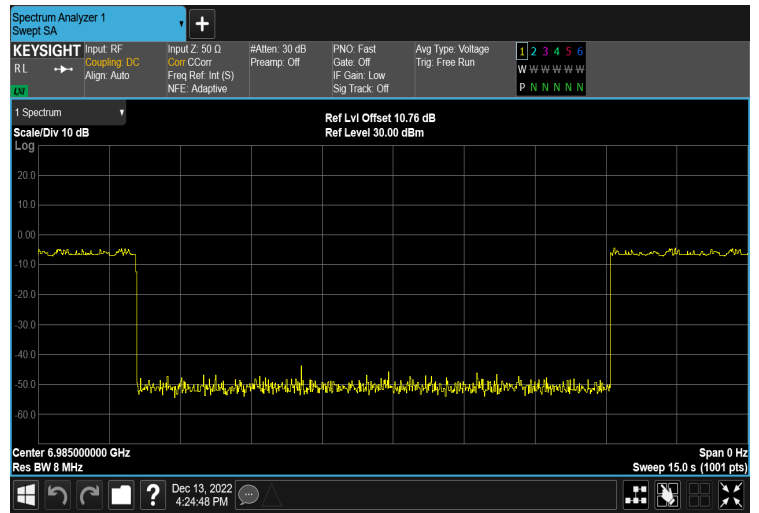 Spectrum Analyzer 1
Swept SA
+
KEYSIGHT
RL
LXI
Input: RF
Coupling: DC
Align: Auto
Input Z: 50 Ω
Corr CCorr
Freq Ref: Int (S)
NFE: Adaptive
#Atten: 30 dB
Preamp: Off
PNO: Fast
Gate: Off
IF Gain: Low
Sig Track: Off
Avg Type: Voltage
Trig: Free Run
1 2 3 4 5 6
W W W W W W
P N N N N N
1 Spectrum
Scale/Div 10 dB
Log
Ref Lvl Offset 10.76 dB
Ref Level 30.00 dBm
20.0
10.0
0.00
-10.0
-20.0
-30.0
-40.0
-50.0
-60.0
Center 6.985000000 GHz
Res BW 8 MHz
Span 0 Hz
Sweep 15.0 s (1001 pts)
?
Dec 13, 2022
4:24:48 PM